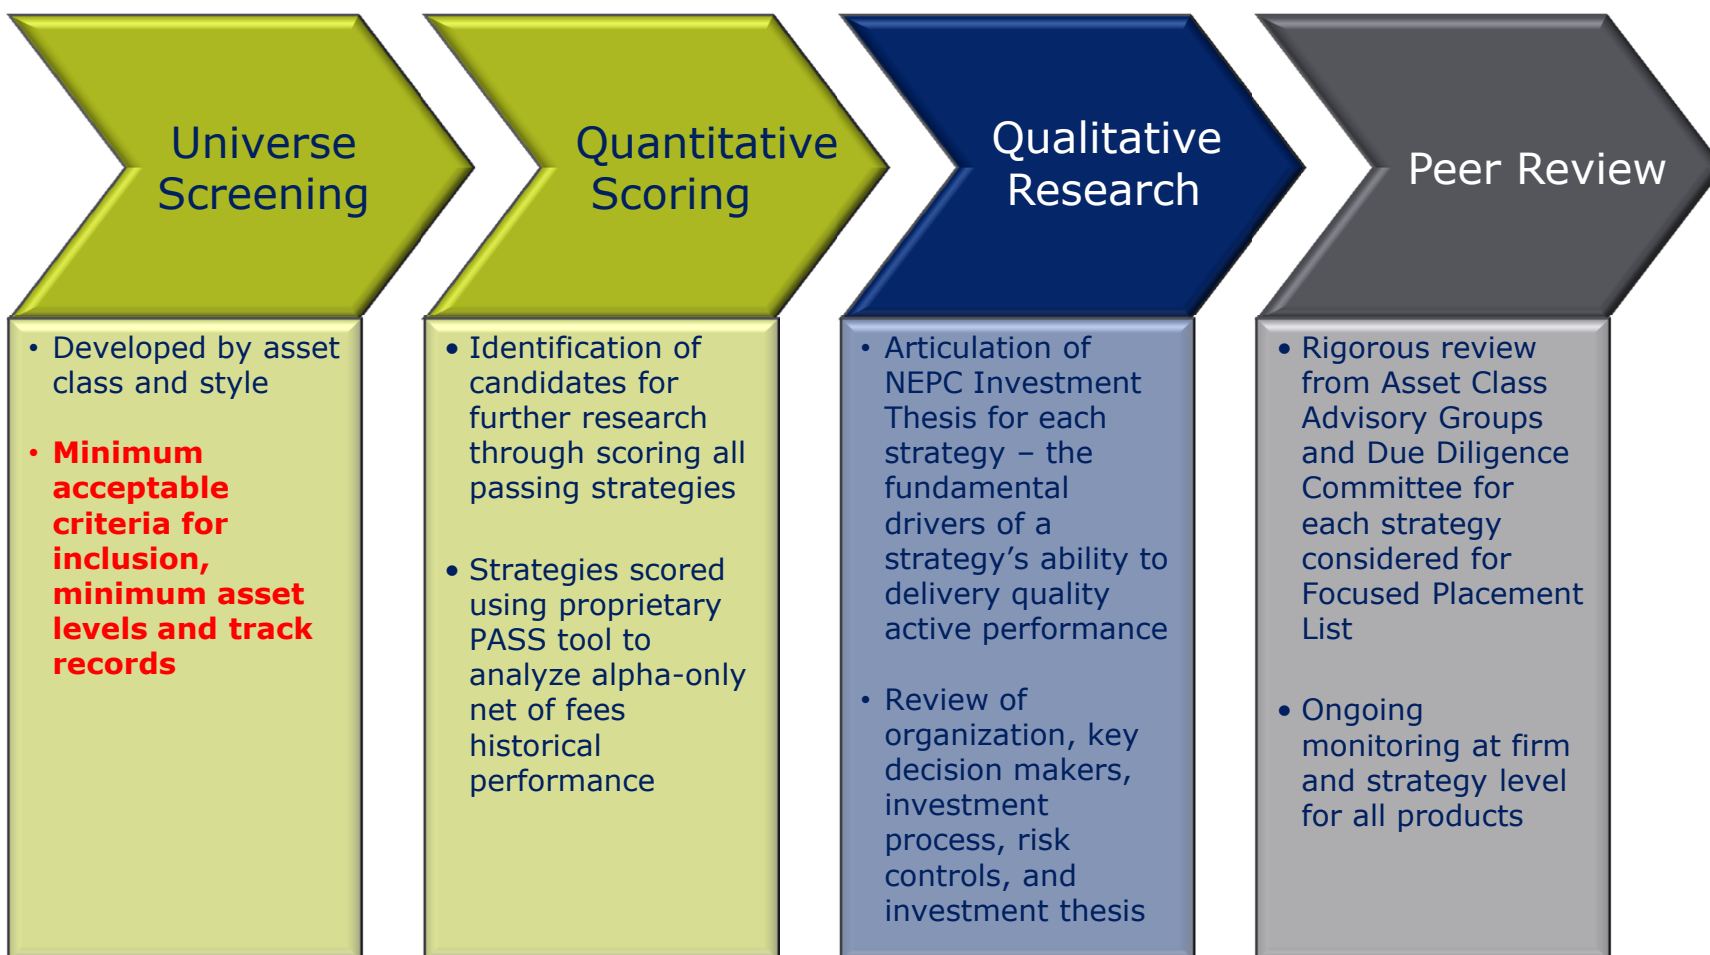 Universe
Screening
• Developed by asset
class and style
• Minimum
acceptable
criteria for
inclusion,
minimum asset
levels and track
records
Quantitative
Scoring
• Identification of
candidates for
further research
through scoring all
passing strategies
• Strategies scored
using proprietary
PASS tool to
analyze alpha-only
net of fees
historical
performance
Qualitative
Research
• Articulation of
NEPC Investment
Thesis for each
strategy – the
fundamental
drivers of a
strategy’s ability to
delivery quality
active performance
• Review of
organization, key
decision makers,
investment
process, risk
controls, and
investment thesis
Peer Review
• Rigorous review
from Asset Class
Advisory Groups
and Due Diligence
Committee for
each strategy
considered for
Focused Placement
List
• Ongoing
monitoring at firm
and strategy level
for all products